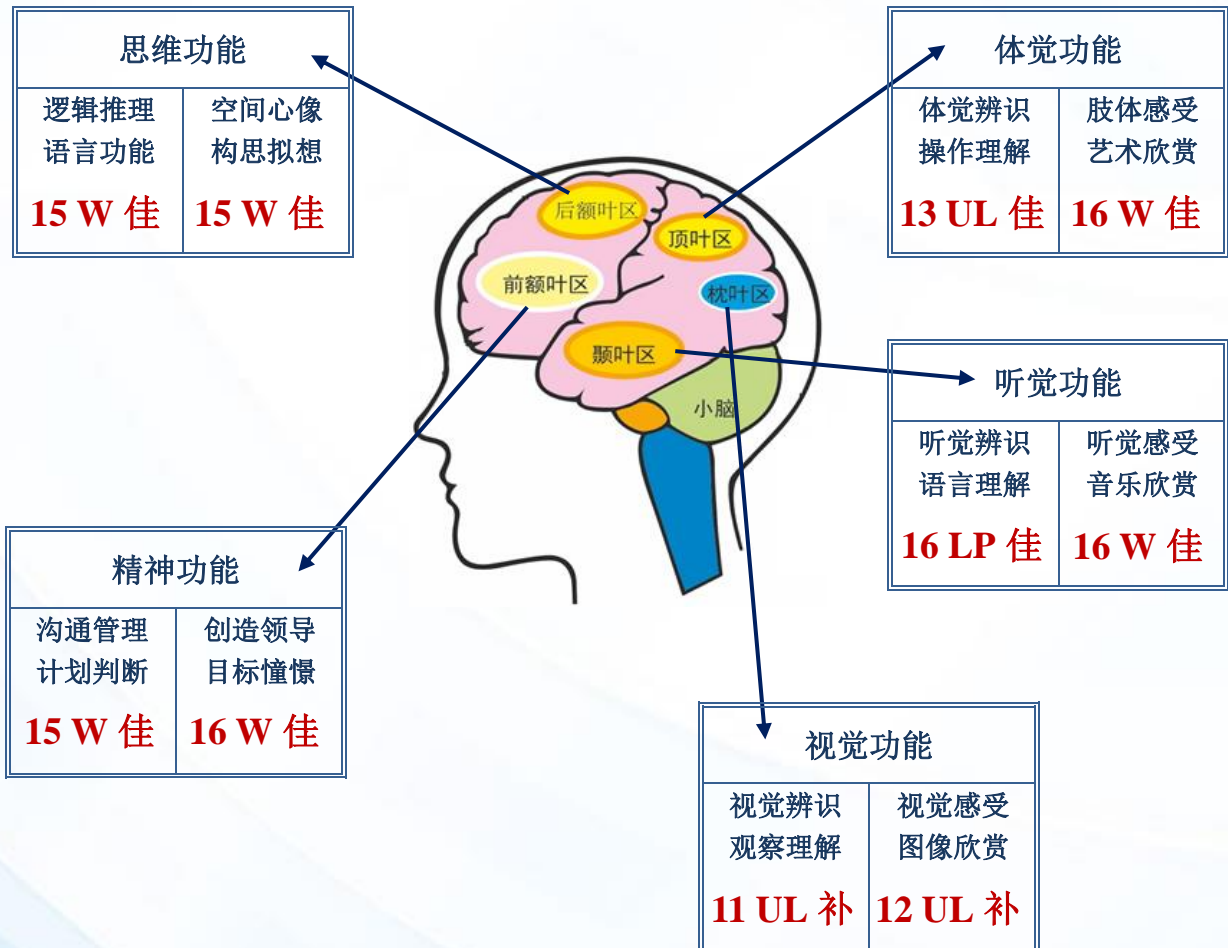 思维功能
逻辑推理 空间心像
语言功能 构思拟想
15 W 佳 15 W 佳
体觉功能
体觉辨识 肢体感受
操作理解 艺术欣赏
13 UL 佳 16 W 佳
后额叶区
顶叶区
前额叶区
枕叶区
颞叶区
小脑
听觉功能
听觉辨识 听觉感受
语言理解 音乐欣赏
16 LP 佳 16 W 佳
精神功能
沟通管理 创造领导
计划判断 目标憧憬
15 W 佳 16 W 佳
视觉功能
视觉辨识 视觉感受
观察理解 图像欣赏
11 UL 补 12 UL 补